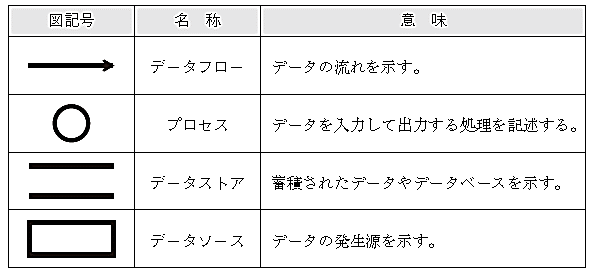 図記号 名 称 意 味
データフロー データの流れを示す。
プロセス データを入力して出力する処理を記述する。
データストア 蓄積されたデータやデータベースを示す。
データソース データの発生源を示す。